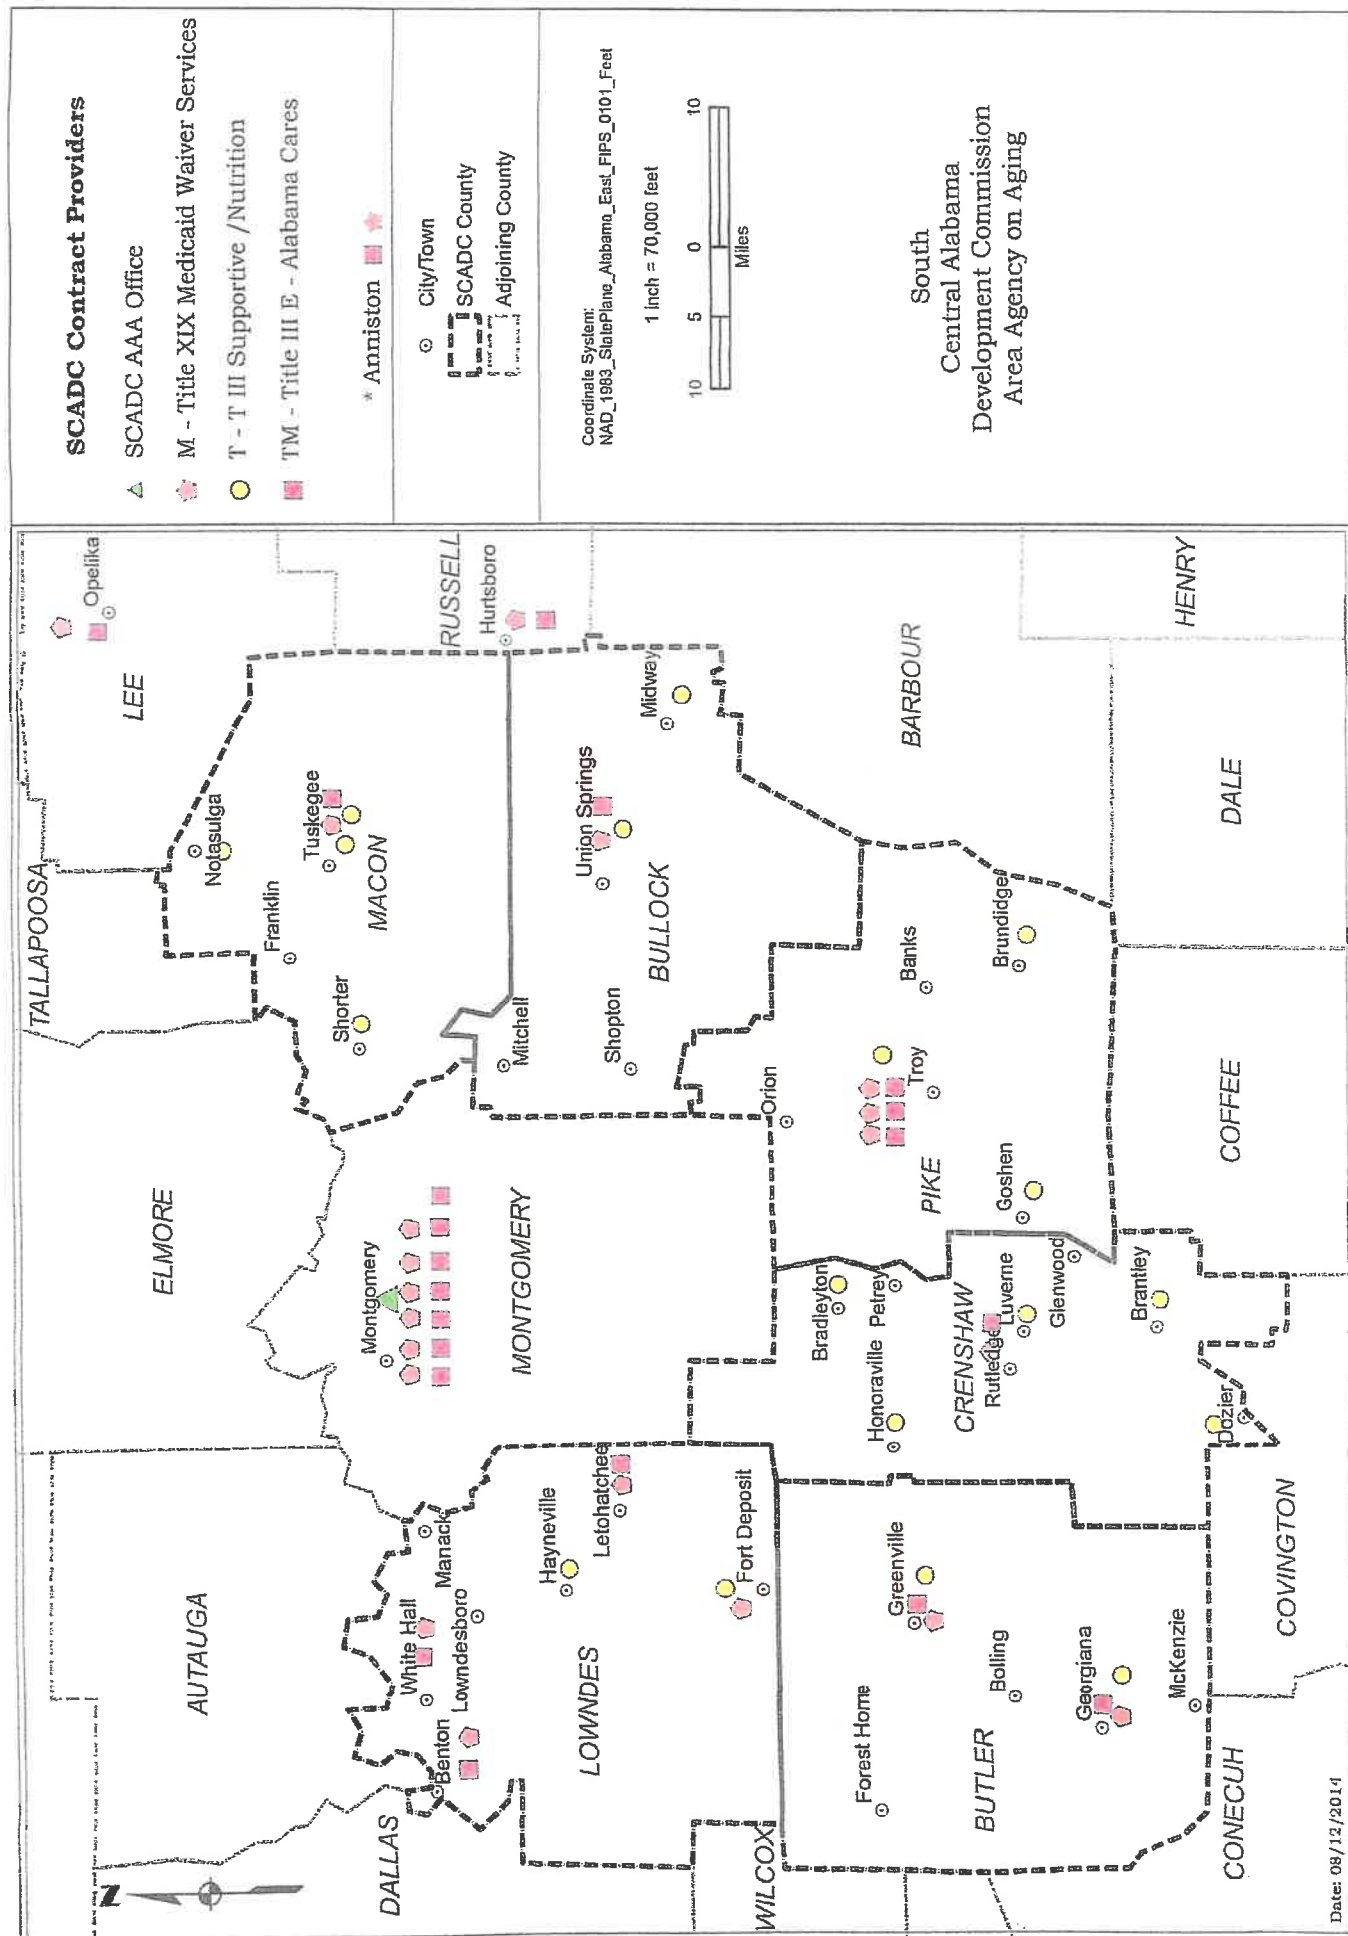 SCADC Contract Providers
SCADC AAA Office
M - Title XIX Medicaid Waiver Services
T - T III Supportive /Nutrition
TM - Title III E - Alabama Cares
* Anniston
City/Town
SCADC County
Adjoining County
Coordinate System:
NAD_1983_StatePlane_Alabama_East_FIPS_0101_Feet
1 inch = 70,000 feet
10 5 0 10
Miles
South
Central Alabama
Development Commission
Area Agency on Aging
N
TALLAPOOSA
LEE
Opelika
ELMORE
AUTAUGA
Notasulga
Franklin
Tuskegee
Shorter
MACON
RUSSELL
Hurtsboro
Montgomery
MONTGOMERY
DALLAS
Benton
White Hall
Manack
Lowndesboro
Hayneville
Letohatchee
LOWNDES
Fort Deposit
Mitchell
Shopton
Union Springs
BULLOCK
Midway
WILCOX
Orion
Banks
Troy
PIKE
Brundidge
Goshen
BARBOUR
HENRY
DALE
COFFEE
Bradleyton
Petrey
Honoraville
CRENSHAW
Rutledge
Luverne
Glenwood
Brantley
Dozier
Greenville
Forest Home
Bolling
BUTLER
Georgiana
McKenzie
COVINGTON
CONECUH
Date: 08/12/2014